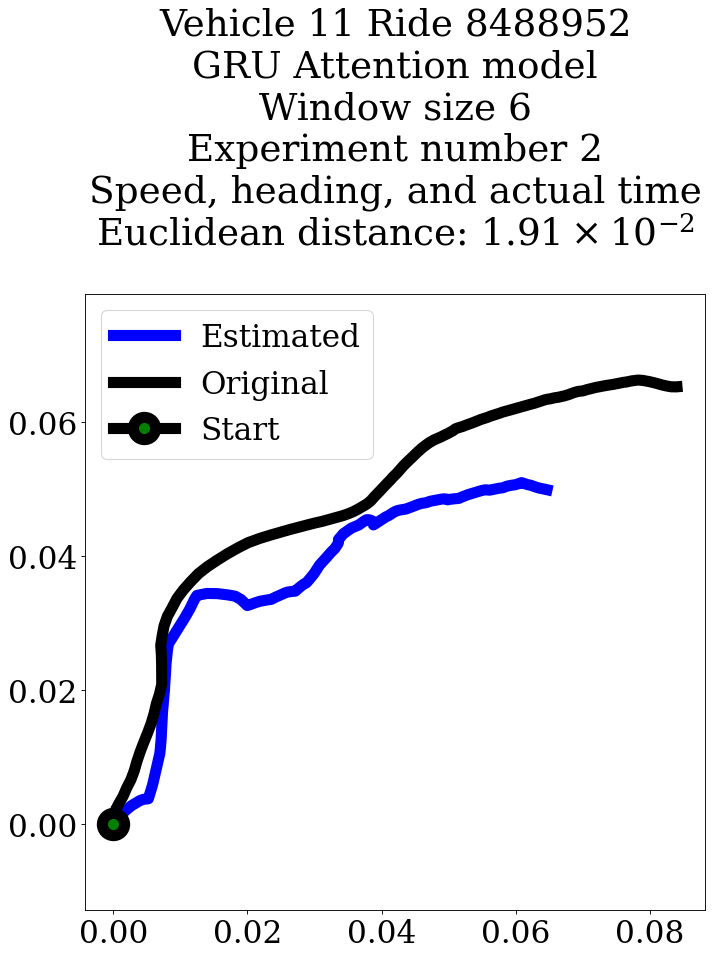 Vehicle 11 Ride 8488952
GRU Attention model
Window size 6
Experiment number 2
Speed, heading, and actual time
Euclidean distance: 1.91 × 10⁻²
Estimated
Original
Start
0.06
0.04
0.02
0.00
0.00 0.02 0.04 0.06 0.08